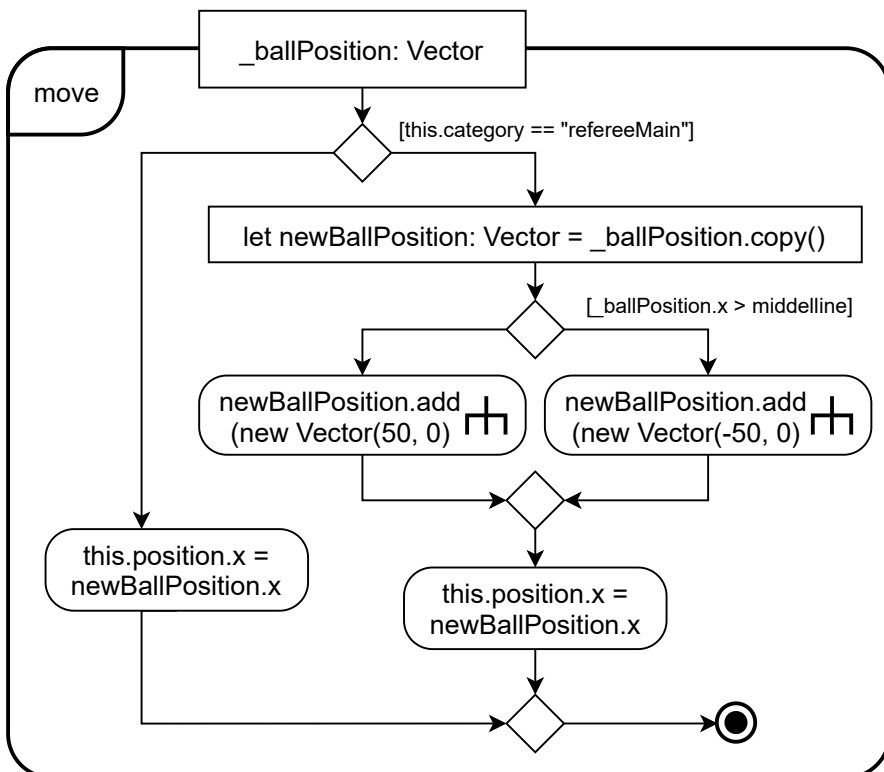 _ballPosition: Vector
move
[this.category == "refereeMain"]
let newBallPosition: Vector = _ballPosition.copy()
[_ballPosition.x > middelline]
newBallPosition.add
(new Vector(50, 0)
newBallPosition.add
(new Vector(-50, 0)
this.position.x =
newBallPosition.x
this.position.x =
newBallPosition.x